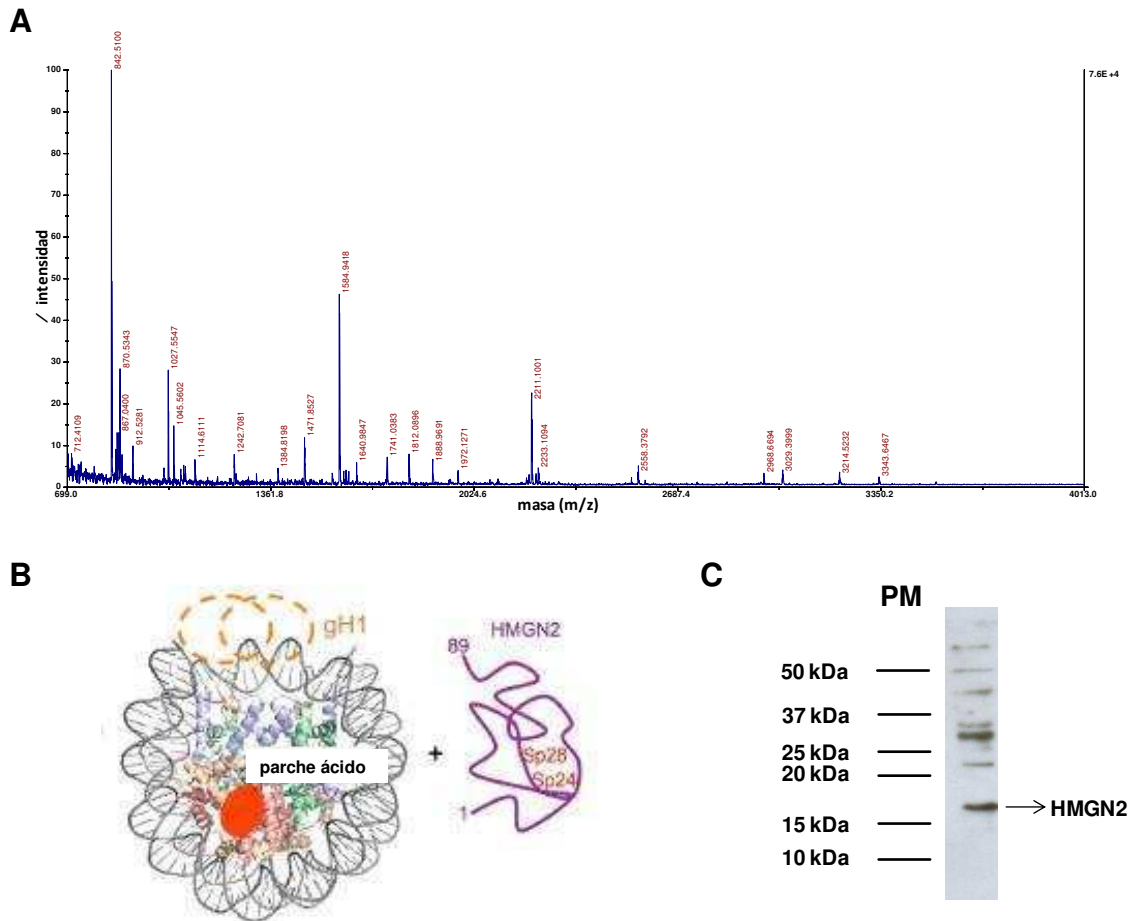 A
842.5100
870.5343
867.0400
712.4109
912.5281
1027.5547
1045.5602
1114.6111
1242.7081
1384.8198
1471.8527
1584.9418
1640.9847
1741.0383
1812.0896
1888.9691
1972.1271
2211.1001
2233.1094
2558.3792
2968.6694
3029.3999
3214.5232
3343.6467
7.6E+4
/ intensidad
100
90
80
70
60
50
40
30
20
10
0
699.0
1361.8
2024.6
2687.4
3350.2
4013.0
masa (m/z)
B
gH1
HMGN2
89
parche ácido
+
Sp28
Sp24
1
C
PM
50 kDa
37 kDa
25 kDa
20 kDa
15 kDa
10 kDa
HMGN2